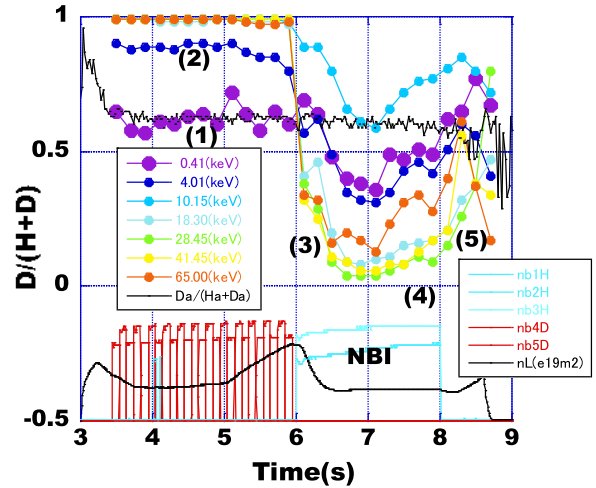 1
(2)
(1)
0.5
0.41(keV)
4.01(keV)
10.15(keV)
18.30(keV)
28.45(keV)
41.45(keV)
65.00(keV)
Da/(Ha+Da)
(3)
(5)
(4)
D/(H+D)
0
nb1H
nb2H
nb3H
nb4D
nb5D
nL(e19m2)
NBI
-0.5
3 4 5 6 7 8 9
Time(s)